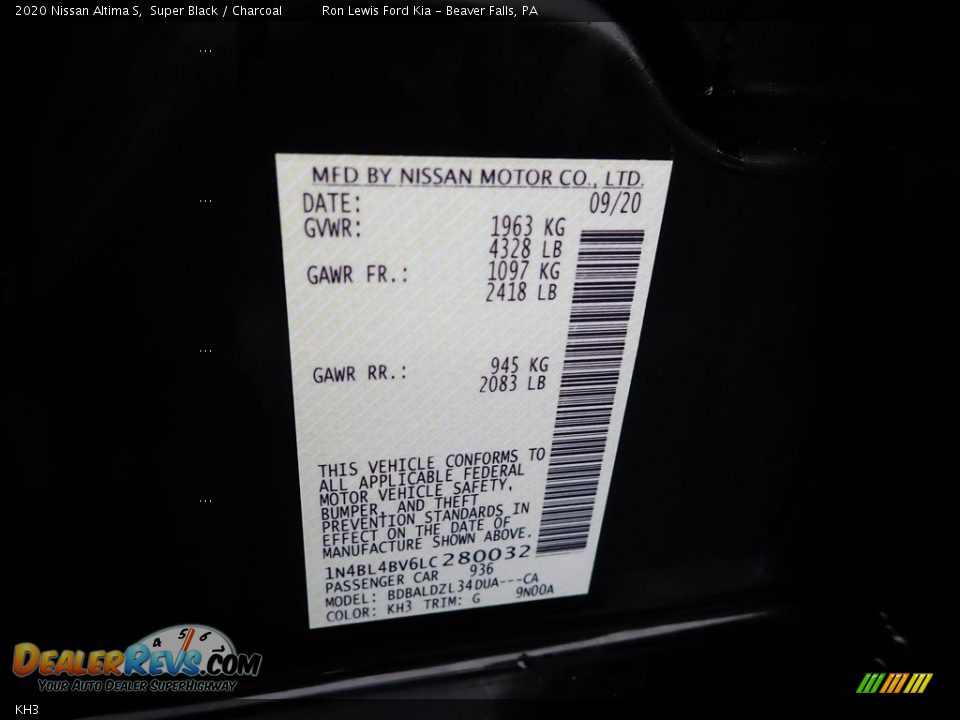 2020 Nissan Altima S, Super Black / Charcoal Ron Lewis Ford Kia - Beaver Falls, PA
...
...
...
...
MFD BY NISSAN MOTOR CO., LTD.
DATE: 09/20
GVWR: 1963 KG
4328 LB
GAWR FR.: 1097 KG
2418 LB
GAWR RR.: 945 KG
2083 LB
THIS VEHICLE CONFORMS TO
ALL APPLICABLE FEDERAL
MOTOR VEHICLE SAFETY,
BUMPER, AND THEFT
PREVENTION STANDARDS IN
EFFECT ON THE DATE OF
MANUFACTURE SHOWN ABOVE.
1N4BL4BV6LC280032
PASSENGER CAR 936
MODEL: BDBALDZL34DUA---CA
COLOR: KH3 TRIM: G 9N00A
4 5 6
DEALERREVS.COM
YOUR AUTO DEALER SUPERHIGHWAY
KH3